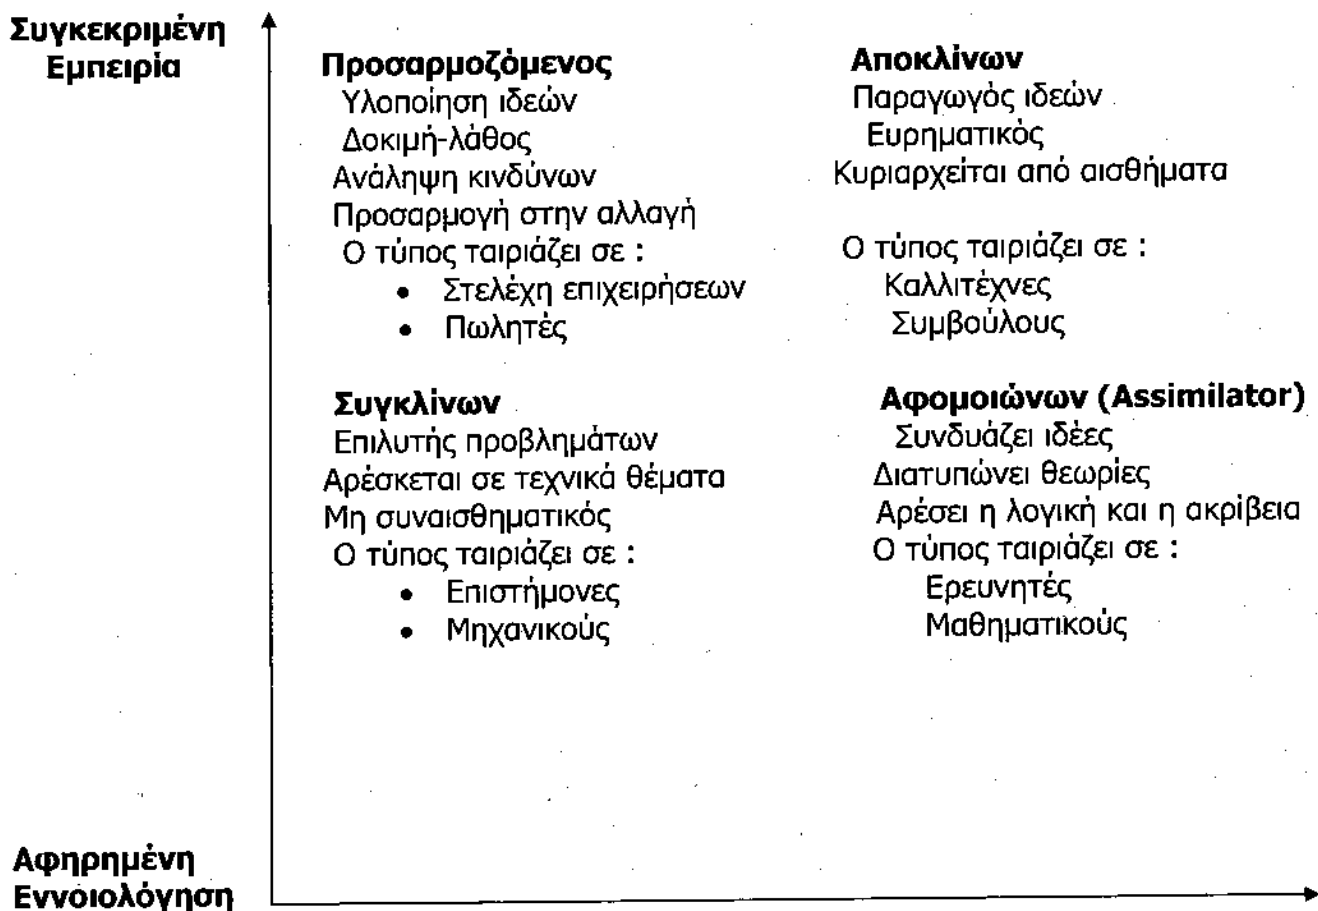 Συγκεκριμένη
Εμπειρία
Προσαρμοζόμενος
Υλοποίηση ιδεών
Δοκιμή-λάθος
Ανάληψη κινδύνων
Προσαρμογή στην αλλαγή
Ο τύπος ταιριάζει σε :
• Στελέχη επιχειρήσεων
• Πωλητές
Αποκλίνων
Παραγωγός ιδεών
Ευρηματικός
Κυριαρχείται από αισθήματα
Ο τύπος ταιριάζει σε :
Καλλιτέχνες
Συμβούλους
Συγκλίνων
Επιλυτής προβλημάτων
Αρέσκεται σε τεχνικά θέματα
Μη συναισθηματικός
Ο τύπος ταιριάζει σε :
• Επιστήμονες
• Μηχανικούς
Αφομοιώνων (Assimilator)
Συνδυάζει ιδέες
Διατυπώνει θεωρίες
Αρέσει η λογική και η ακρίβεια
Ο τύπος ταιριάζει σε :
Ερευνητές
Μαθηματικούς
Αφηρημένη
Εννοιολόγηση